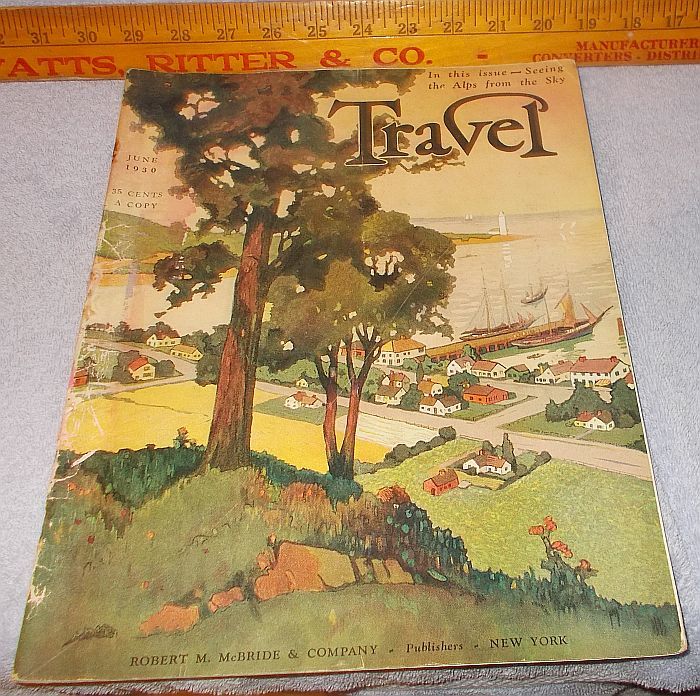 32 31 30 29 28 27 26 25 24 23 22 21 20 19 18 17
WATTS, RITTER & CO. -
MANUFACTURER
CONVERTERS - DISTRI
In this issue — Seeing
the Alps from the Sky
Travel
JUNE
1930
35 CENTS
A COPY
ROBERT M. McBRIDE & COMPANY - Publishers - NEW YORK